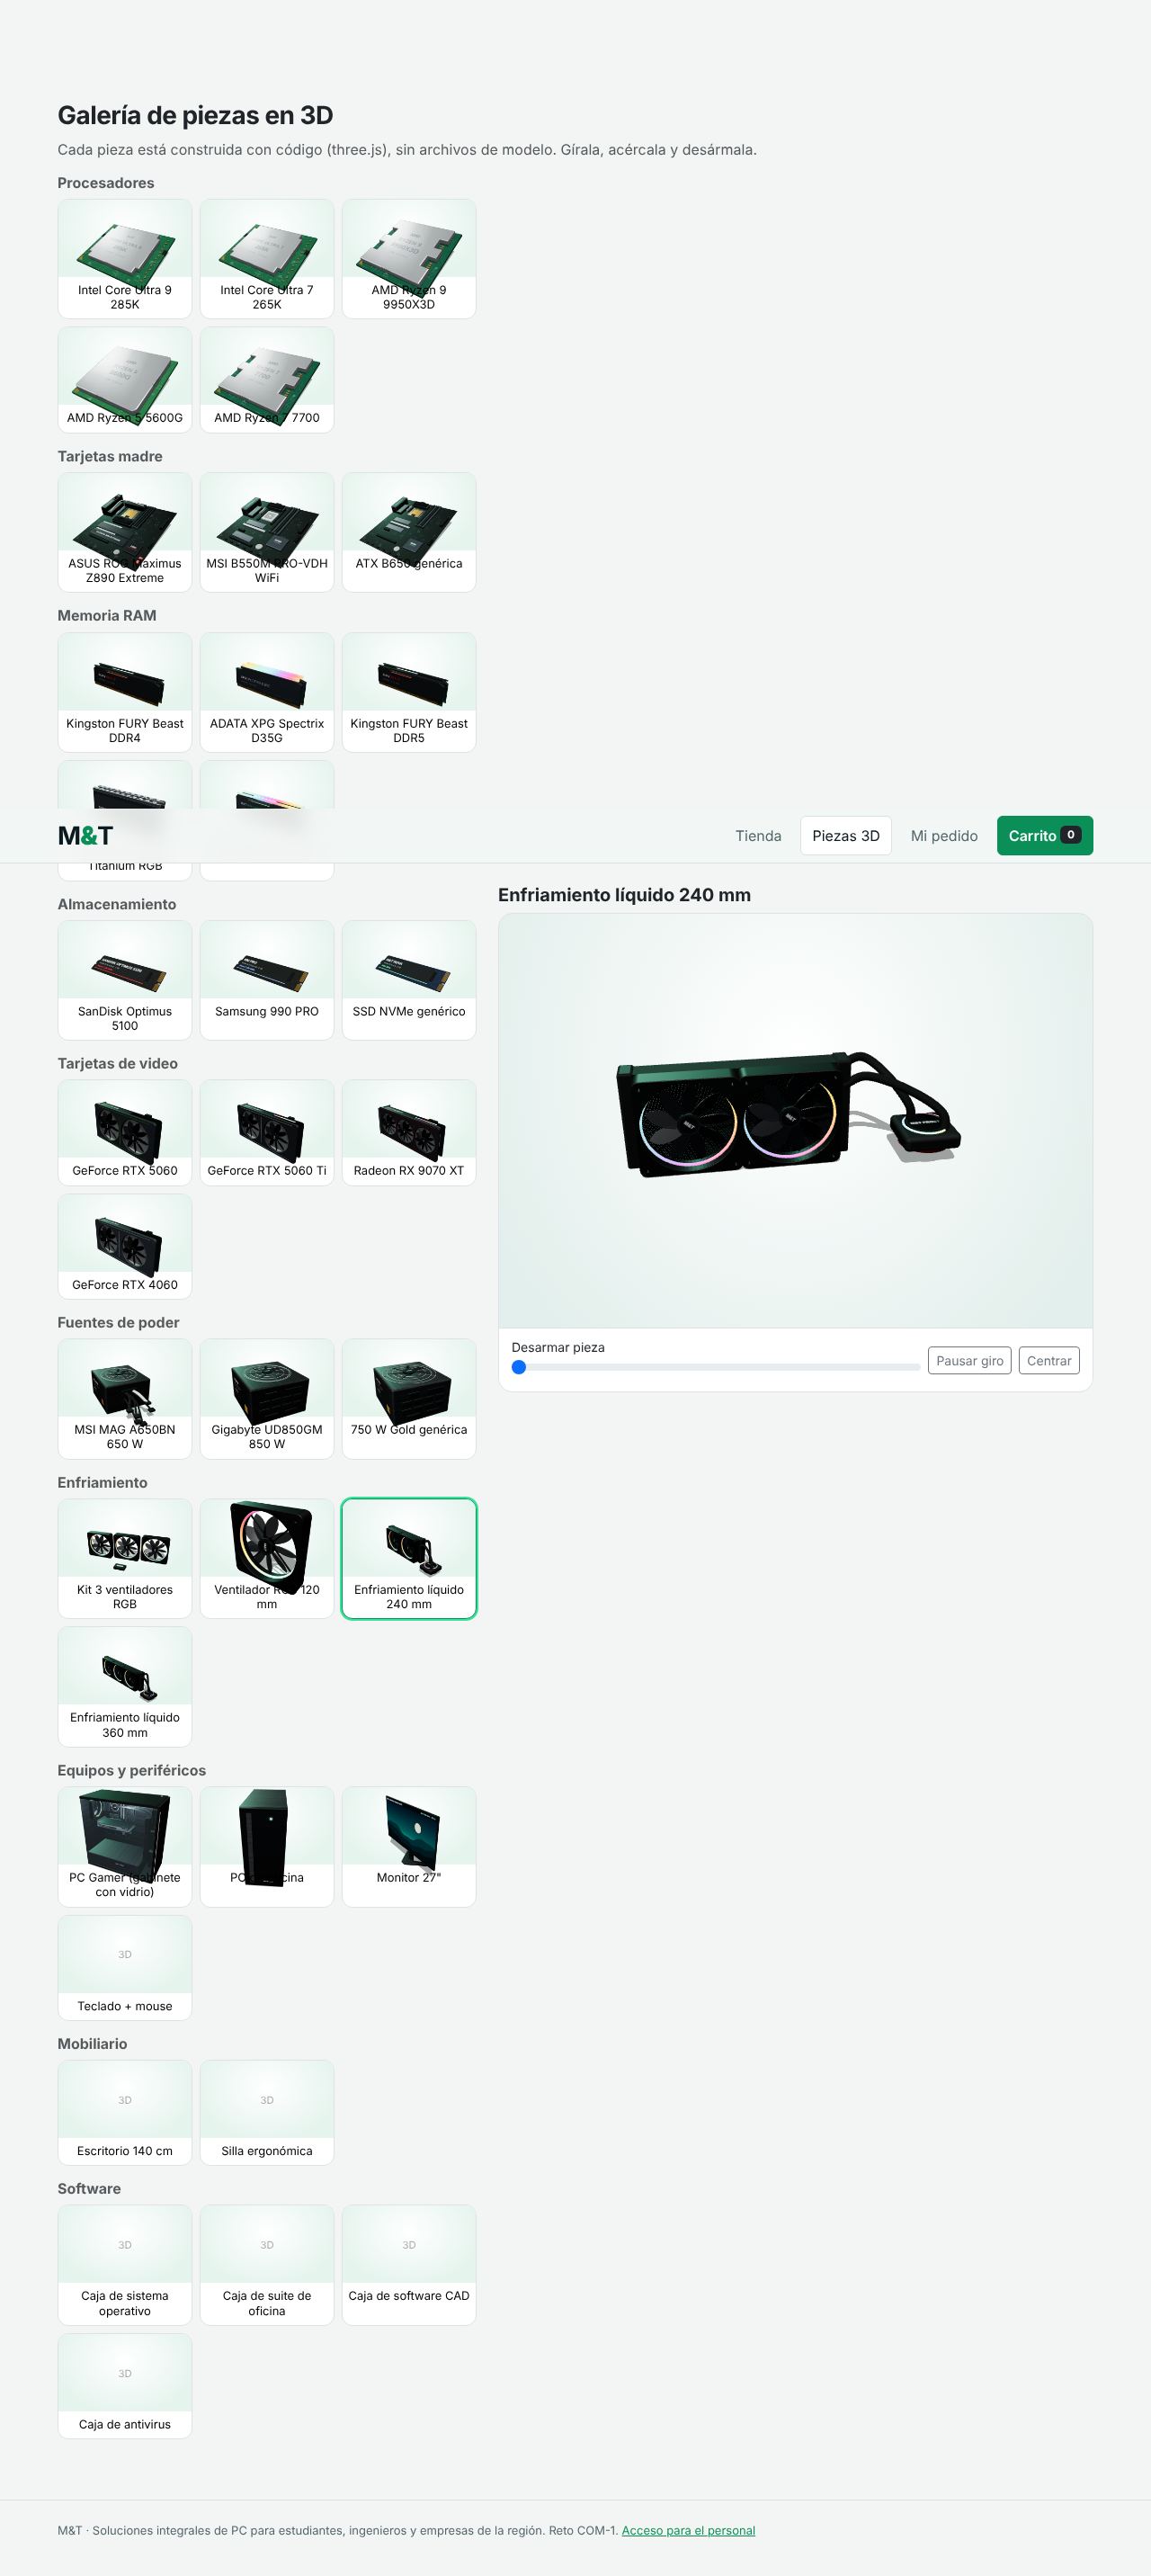 Galería de piezas en 3D
Cada pieza está construida con código (three.js), sin archivos de modelo. Gírala, acércala y desármala.
Procesadores
Intel Core Ultra 9
285K
Intel Core Ultra 7
265K
AMD Ryzen 9
9950X3D
AMD Ryzen 5 5600G
AMD Ryzen 7 7700
Tarjetas madre
ASUS ROG Maximus
Z890 Extreme
MSI B550M PRO-VDH
WiFi
ATX B650 genérica
Memoria RAM
Kingston FURY Beast
DDR4
ADATA XPG Spectrix
D35G
Kingston FURY Beast
DDR5
M&T
Tienda
Piezas 3D
Mi pedido
Carrito 0
Titanium RGB
Almacenamiento
SanDisk Optimus
5100
Samsung 990 PRO
SSD NVMe genérico
Tarjetas de video
GeForce RTX 5060
GeForce RTX 5060 Ti
Radeon RX 9070 XT
GeForce RTX 4060
Fuentes de poder
MSI MAG A650BN
650 W
Gigabyte UD850GM
850 W
750 W Gold genérica
Enfriamiento
Kit 3 ventiladores
RGB
Ventilador RGB 120
mm
Enfriamiento líquido
240 mm
Enfriamiento líquido
360 mm
Equipos y periféricos
PC Gamer (gabinete
con vidrio)
Monitor 27"
3D
Teclado + mouse
Mobiliario
3D
Escritorio 140 cm
3D
Silla ergonómica
Software
3D
Caja de sistema
operativo
3D
Caja de suite de
oficina
3D
Caja de software CAD
3D
Caja de antivirus
Enfriamiento líquido 240 mm
M&T
M&T
Desarmar pieza
Pausar giro
Centrar
M&T · Soluciones integrales de PC para estudiantes, ingenieros y empresas de la región. Reto COM-1. Acceso para el personal